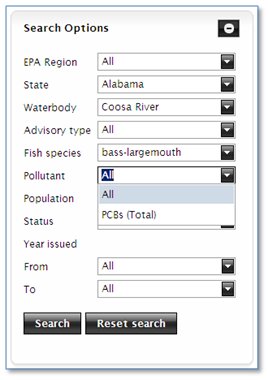 Search Options
EPA Region All
State Alabama
Waterbody Coosa River
Advisory type All
Fish species bass-largemouth
Pollutant All
All
Population
PCBs (Total)
Status
Year issued
From All
To All
Search Reset search